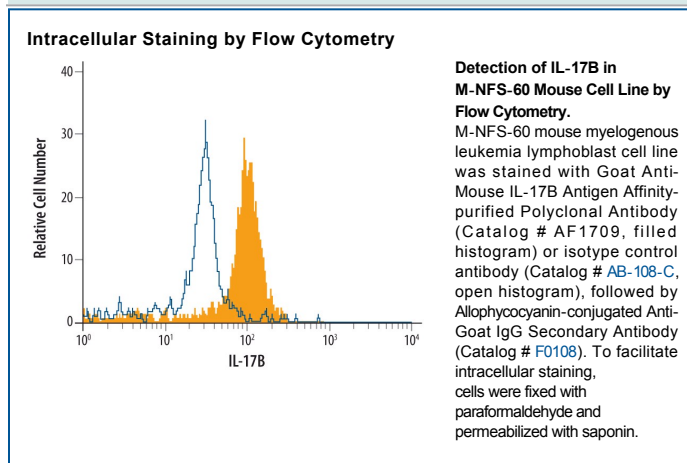 Intracellular Staining by Flow Cytometry
Relative Cell Number
40
30
20
10
0
10⁰
10¹
10²
10³
10⁴
IL-17B
Detection of IL-17B in
M-NFS-60 Mouse Cell Line by
Flow Cytometry.
M-NFS-60 mouse myelogenous
leukemia lymphoblast cell line
was stained with Goat Anti-
Mouse IL-17B Antigen Affinity-
purified Polyclonal Antibody
(Catalog # AF1709, filled
histogram) or isotype control
antibody (Catalog # AB-108-C,
open histogram), followed by
Allophycocyanin-conjugated Anti-
Goat IgG Secondary Antibody
(Catalog # F0108). To facilitate
intracellular staining,
cells were fixed with
paraformaldehyde and
permeabilized with saponin.